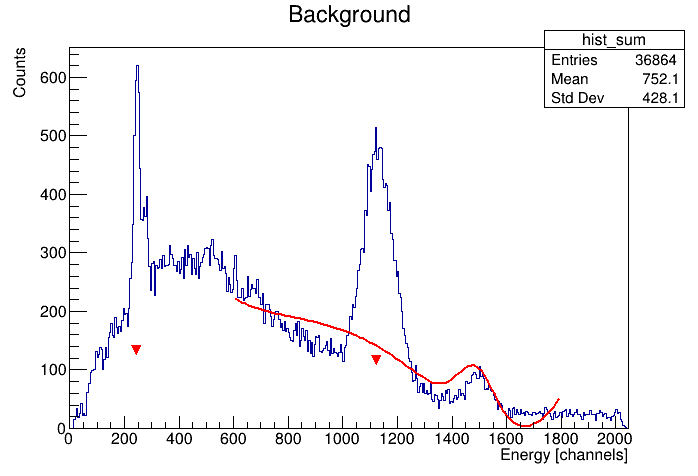 Background
hist_sum
Entries 36864
Mean 752.1
Std Dev 428.1
Counts
600
500
400
300
200
100
0
0 200 400 600 800 1000 1200 1400 1600 1800 2000
Energy [channels]